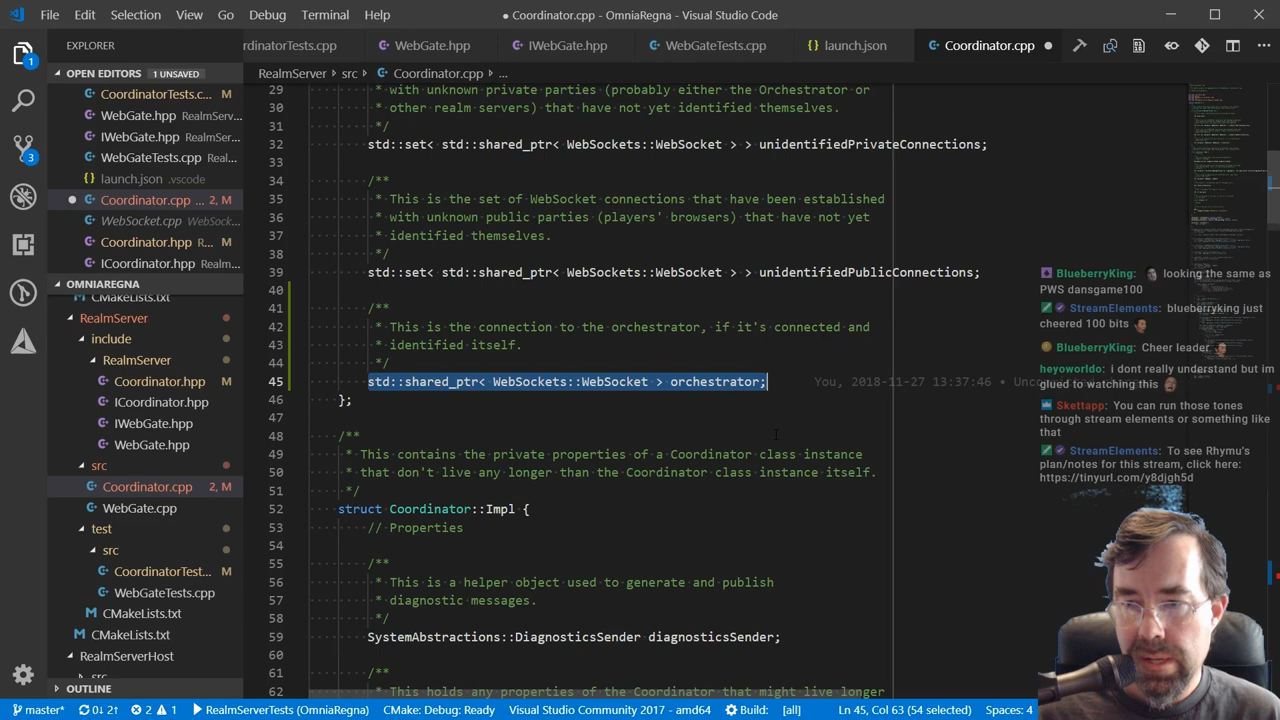 File Edit Selection View Go Debug Terminal Help
● Coordinator.cpp - OmniaRegna - Visual Studio Code
EXPLORER
rdinatorTests.cpp WebGate.hpp IWebGate.hpp WebGateTests.cpp launch.json Coordinator.cpp ●
OPEN EDITORS 1 UNSAVED
RealmServer › src › Coordinator.cpp › ...
CoordinatorTests.c... M
WebGate.hpp RealmServ...
IWebGate.hpp RealmSer...
WebGateTests.cpp Real...
launch.json .vscode
Coordinator.cpp ... 2, M
WebSocket.cpp WebSock...
Coordinator.hpp R... M
ICoordinator.hpp Realm...
OMNIAREGNA
CMakeLists.txt
RealmServer
include
RealmServer
Coordinator.hpp M
ICoordinator.hpp
IWebGate.hpp
WebGate.hpp
src
Coordinator.cpp 2, M
WebGate.cpp
test
src
CoordinatorTest... M
WebGateTests.cpp
CMakeLists.txt
CMakeLists.txt
RealmServerHost
src
OUTLINE
29 * with unknown private parties (probably either the Orchestrator or
30 * other realm servers) that have not yet identified themselves.
31 */
32 std::set< std::shared_ptr< WebSockets::WebSocket > > unidentifiedPrivateConnections;
33
34 /**
35 * This is the set of WebSocket connections that have been established
36 * with unknown public parties (players' browsers) that have not yet
37 * identified themselves.
38 */
39 std::set< std::shared_ptr< WebSockets::WebSocket > > unidentifiedPublicConnections;
40
41 /**
42 * This is the connection to the orchestrator, if it's connected and
43 * identified itself.
44 */
45 std::shared_ptr< WebSockets::WebSocket > orchestrator; You, 2018-11-27 13:37:46 • Unc
46 };
47
48 /**
49 * This contains the private properties of a Coordinator class instance
50 * that don't live any longer than the Coordinator class instance itself.
51 */
52 struct Coordinator::Impl {
53 // Properties
54
55 /**
56 * This is a helper object used to generate and publish
57 * diagnostic messages.
58 */
59 SystemAbstractions::DiagnosticsSender diagnosticsSender;
60
61 /**
62 * This holds any properties of the Coordinator that might live longer
BlueberryKing: looking the same as
PWS dansgame100
StreamElements: blueberryking just
cheered 100 bits
BlueberryKing: Cheer leader
heyoworldo: i dont really understand but im
glued to watching this
Skettapp: You can run those tones
through stream elements or something like
that
StreamElements: To see Rhymu's
plan/notes for this stream, click here:
https://tinyurl.com/y8djgh5d
1
3
master* 0↓ 2↑ 2 1 RealmServerTests (OmniaRegna) CMake: Debug: Ready Visual Studio Community 2017 - amd64 Build: [all] Ln 45, Col 63 (54 selected) Spaces: 4